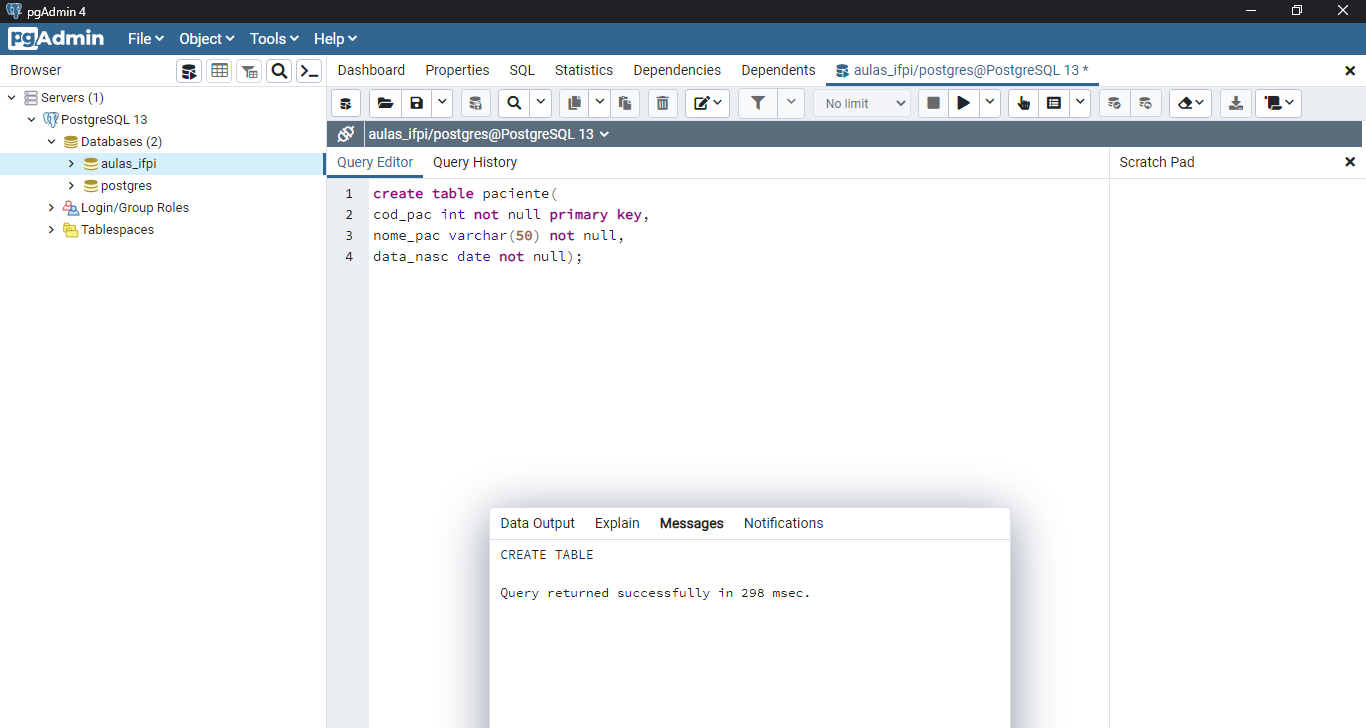 pgAdmin 4
pgAdmin File Object Tools Help
Browser
Dashboard Properties SQL Statistics Dependencies Dependents aulas_ifpi/postgres@PostgreSQL 13 *
Servers (1)
PostgreSQL 13
Databases (2)
aulas_ifpi
postgres
Login/Group Roles
Tablespaces
No limit
aulas_ifpi/postgres@PostgreSQL 13
Query Editor Query History
Scratch Pad
1 create table paciente(
2 cod_pac int not null primary key,
3 nome_pac varchar(50) not null,
4 data_nasc date not null);
Data Output Explain Messages Notifications
CREATE TABLE
Query returned successfully in 298 msec.